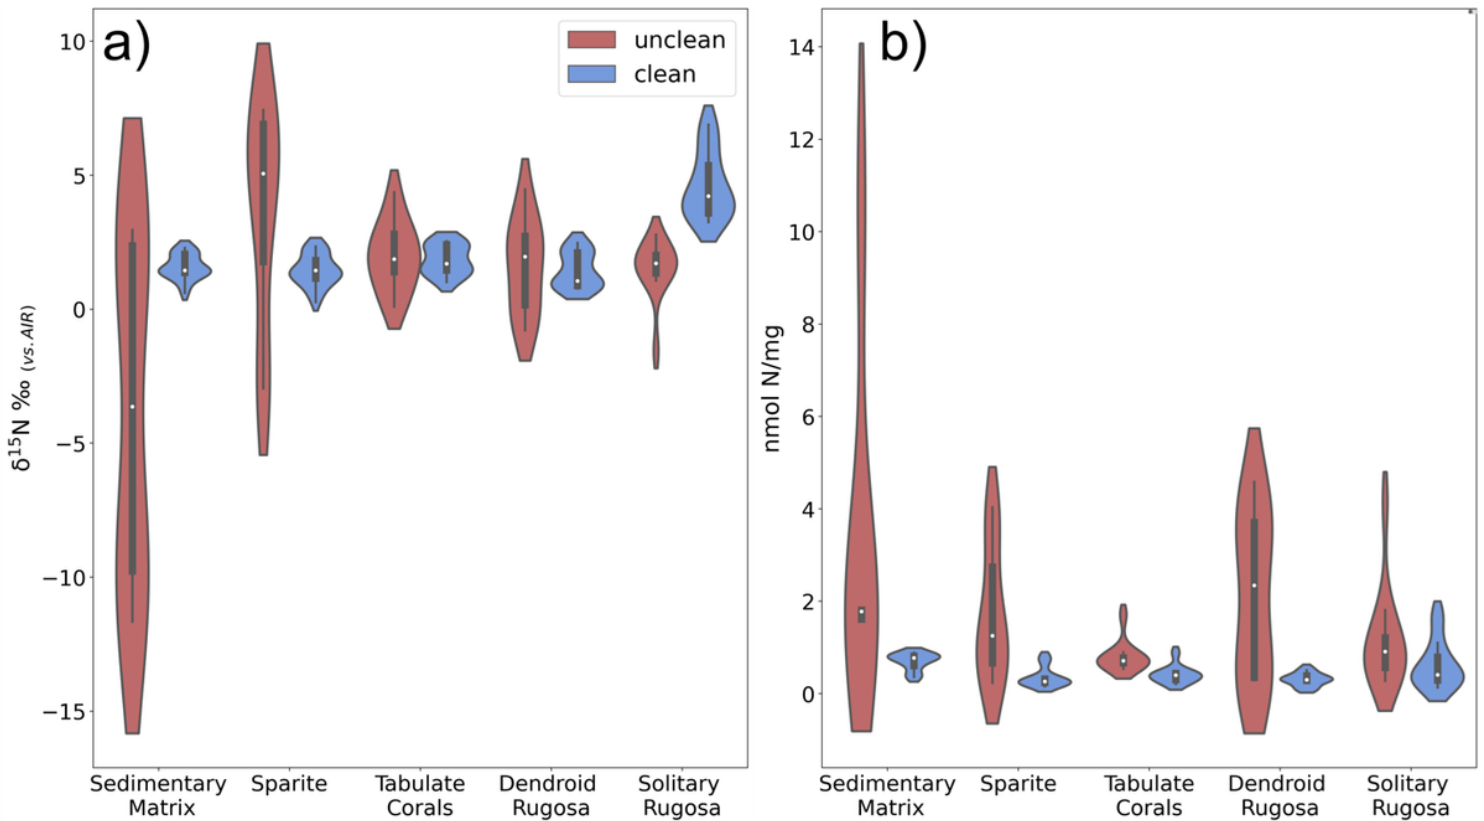 a)
unclean
clean
10
5
0
−5
−10
−15
δ15N ‰ (vs. AIR)
Sedimentary
Matrix
Sparite
Tabulate
Corals
Dendroid
Rugosa
Solitary
Rugosa
b)
14
12
10
8
6
4
2
0
nmol N/mg
Sedimentary
Matrix
Sparite
Tabulate
Corals
Dendroid
Rugosa
Solitary
Rugosa